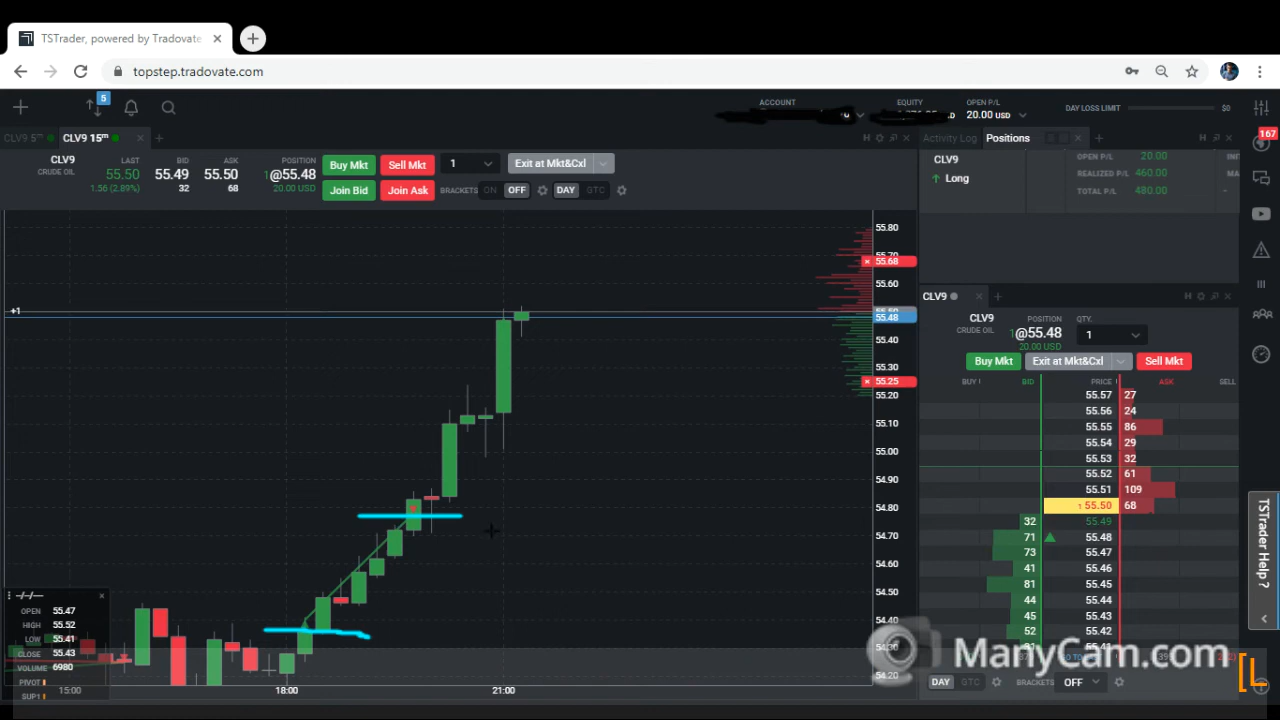 TSTrader, powered by Tradovate
topstep.tradovate.com
5
ACCOUNT
EQUITY
OPEN P/L
20.00 USD
DAY LOSS LIMIT
$0
CLV9 5m
CLV9 15m
Activity Log
Positions
167
CLV9
CRUDE OIL
LAST
55.50
1.56 (2.89%)
BID
55.49
32
ASK
55.50
68
POSITION
1@55.48
20.00 USD
Buy Mkt
Sell Mkt
1
Exit at Mkt&Cxl
Join Bid
Join Ask
BRACKETS
ON
OFF
DAY
GTC
CLV9
Long
OPEN P/L 20.00
REALIZED P/L 460.00
TOTAL P/L 480.00
55.80
55.68
55.60
+1
55.48
55.40
55.30
55.25
55.20
55.10
55.00
54.90
54.80
54.70
54.60
54.50
54.40
54.30
54.20
-/-/--
OPEN 55.47
HIGH 55.52
LOW 55.41
CLOSE 55.43
VOLUME 6980
PIVOT
SUP1
15:00
18:00
21:00
CLV9
CLV9
CRUDE OIL
POSITION
1@55.48
20.00 USD
QTY.
1
Buy Mkt
Exit at Mkt&Cxl
Sell Mkt
BUY
BID
PRICE
ASK
SELL
55.57 27
55.56 24
55.55 86
55.54 29
55.53 32
55.52 61
55.51 109
55.50 68
32 55.49
71 55.48
73 55.47
41 55.46
81 55.45
44 55.44
45 55.43
52 55.42
DAY
GTC
BRACKETS
OFF
TSTrader Help ?
ManyCam.com
[L